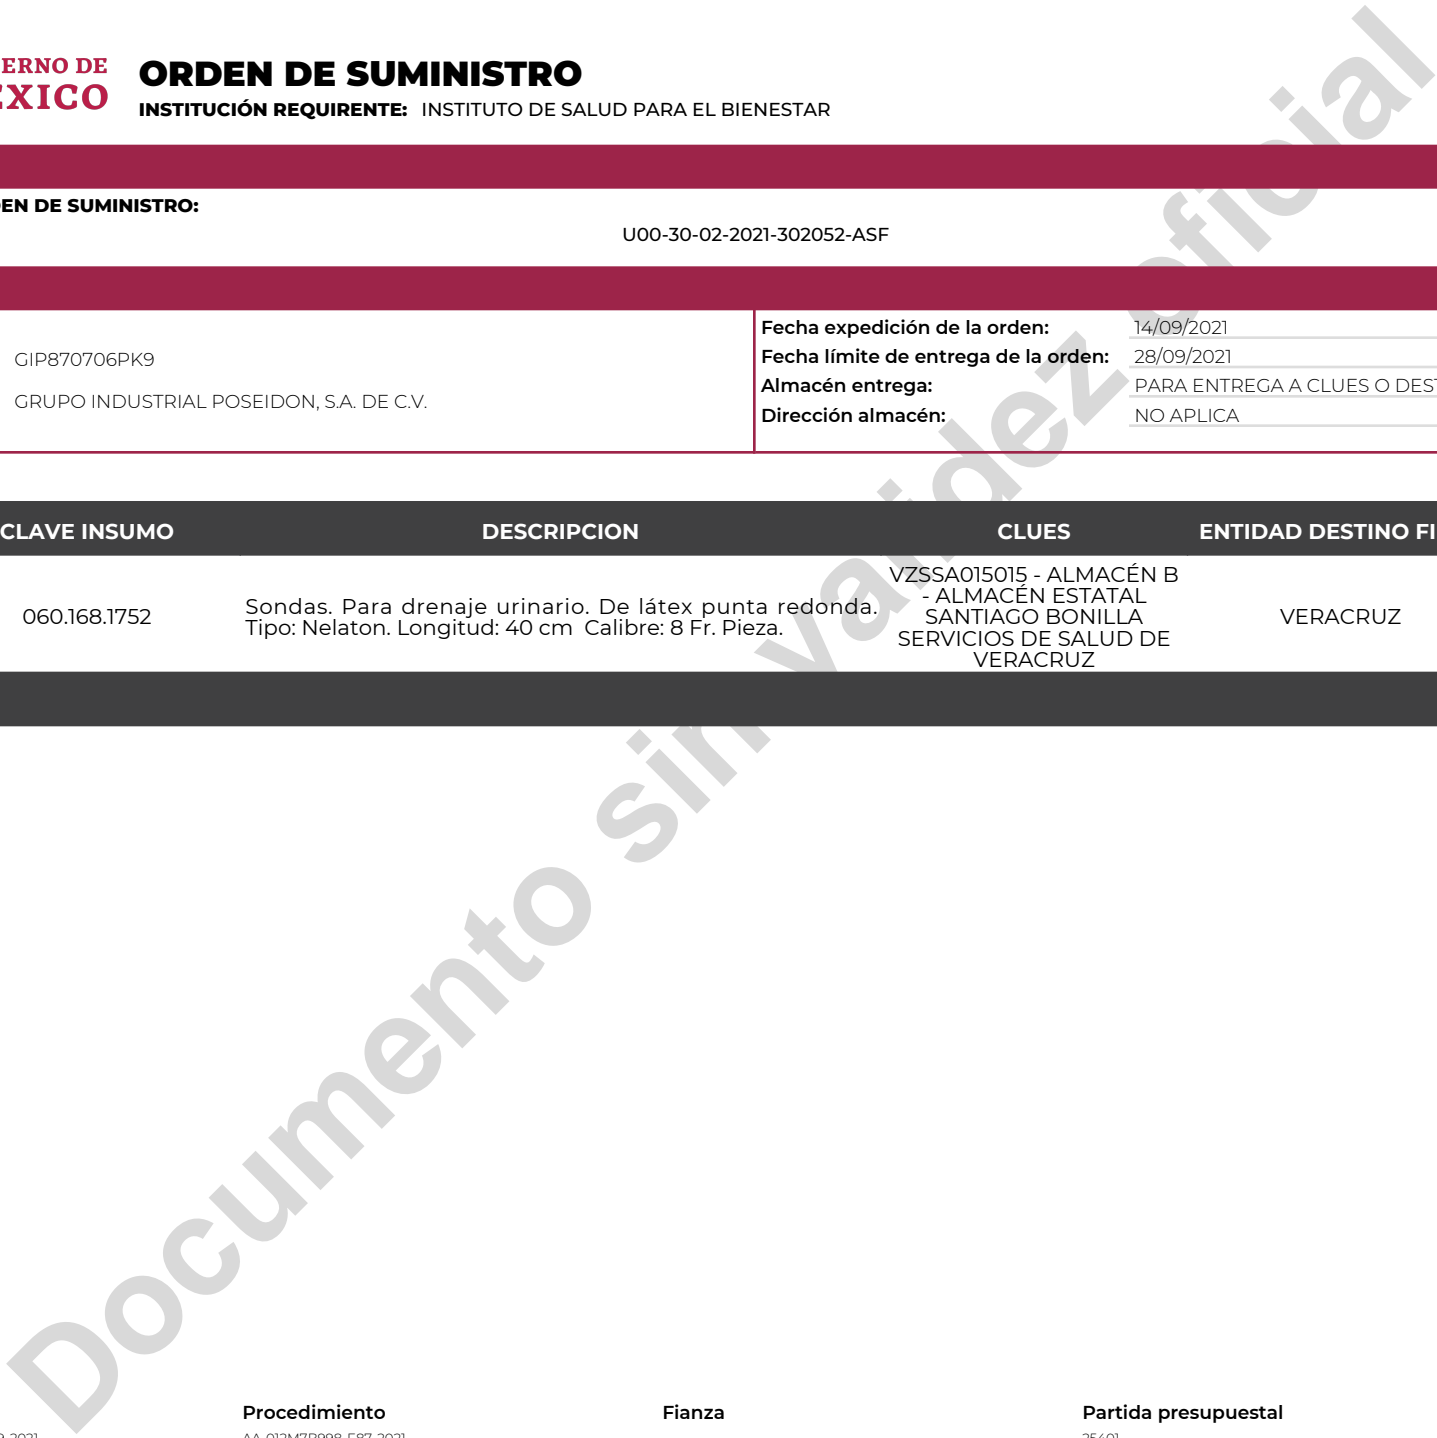 ERNO DE
EXICO
ORDEN DE SUMINISTRO
INSTITUCIÓN REQUIRENTE: INSTITUTO DE SALUD PARA EL BIENESTAR
EN DE SUMINISTRO:
U00-30-02-2021-302052-ASF
GIP870706PK9
GRUPO INDUSTRIAL POSEIDON, S.A. DE C.V.
Fecha expedición de la orden: 14/09/2021
Fecha límite de entrega de la orden: 28/09/2021
Almacén entrega: PARA ENTREGA A CLUES O DEST
Dirección almacén: NO APLICA
CLAVE INSUMO DESCRIPCION CLUES ENTIDAD DESTINO FI
060.168.1752
Sondas. Para drenaje urinario. De látex punta redonda.
Tipo: Nelaton. Longitud: 40 cm Calibre: 8 Fr. Pieza.
VZSSA015015 - ALMACÉN B
- ALMACÉN ESTATAL
SANTIAGO BONILLA
SERVICIOS DE SALUD DE
VERACRUZ
VERACRUZ
Documento sin validez oficial
Procedimiento Fianza Partida presupuestal